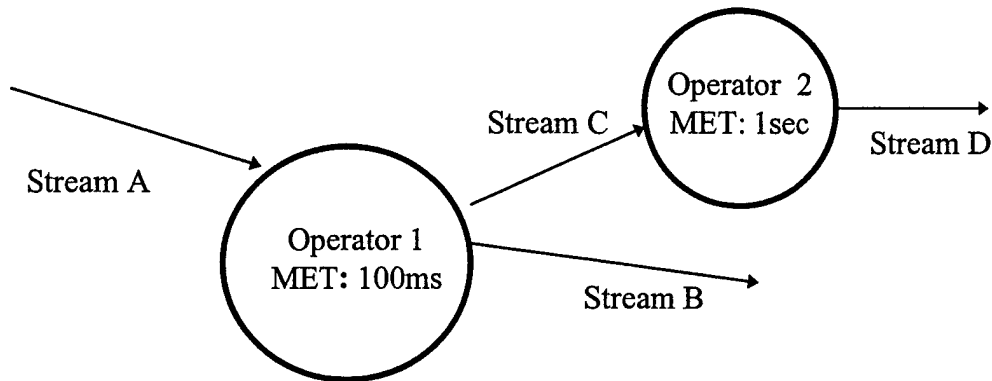 Operator 2
MET: 1sec
Stream C
Stream D
Stream A
Operator 1
MET: 100ms
Stream B